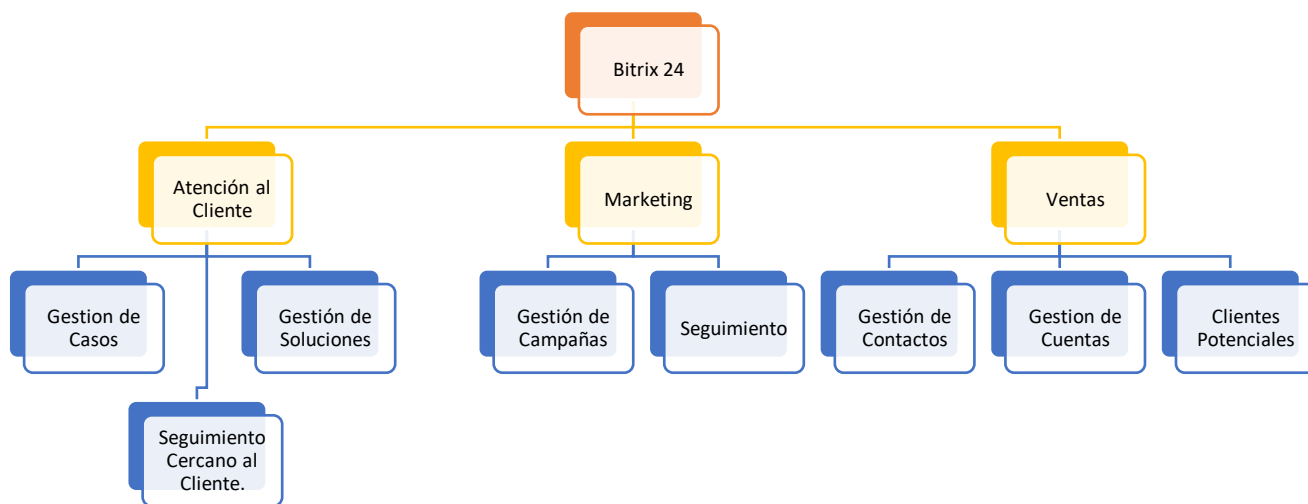 Bitrix 24
Atención al
Cliente
Marketing
Ventas
Gestion de
Casos
Gestión de
Soluciones
Gestión de
Campañas
Seguimiento
Gestión de
Contactos
Gestion de
Cuentas
Clientes
Potenciales
Seguimiento
Cercano al
Cliente.